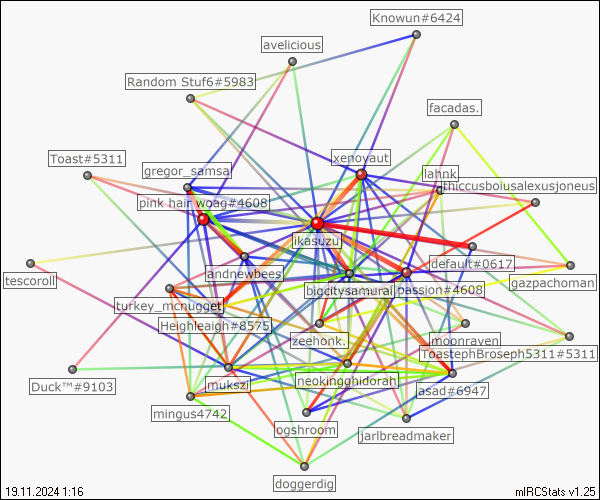 Knowun#6424
avelicious
Random Stuf6#5983
facadas.
Toast#5311
xenovaut
gregor_samsa
lahnk
thiccusboiusalexusjoneus
pink hair woag#4608
ikasuzu
tescoroll
andnewbees
default#0617
gazpachoman
bigcitysamurai
passion#4608
turkey_mcnugget
Heighleaigh#8575
zeehonk.
moonraven
ToastephBroseph5311#5311
Duck™#9103
mukszi
neokingghidorah
asad#6947
mingus4742
ogshroom
jarlbreadmaker
doggerdig
19.11.2024 1:16
mIRCStats v1.25